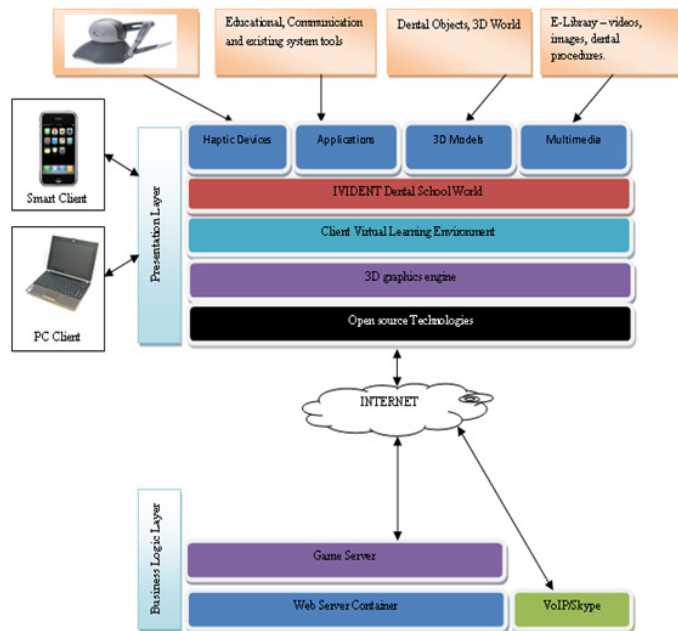 Educational, Communication
and existing system tools
Dental Objects, 3D World
E-Library – videos,
images, dental
procedures.
Haptic Devices
Applications
3D Models
Multimedia
Smart Client
PC Client
Presentation Layer
IVIDENT Dental School World
Client Virtual Learning Environment
3D graphics engine
Open source Technologies
INTERNET
Business Logic Layer
Game Server
Web Server Container
VoIP/Skype